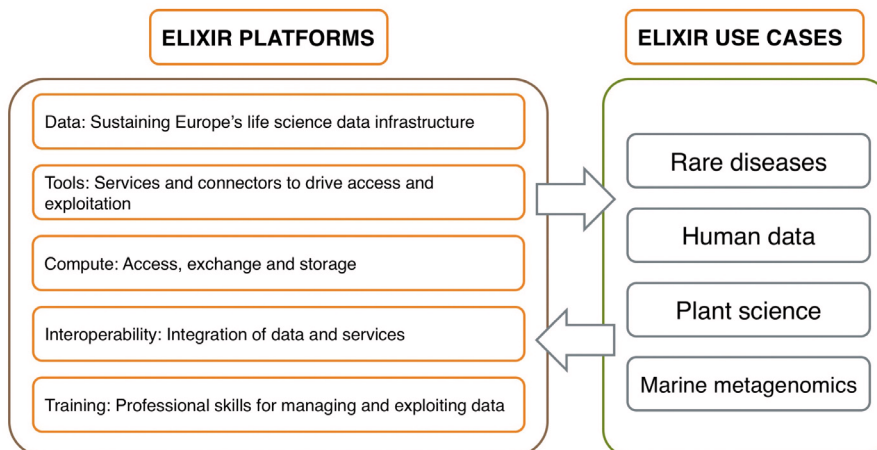 ELIXIR PLATFORMS
Data: Sustaining Europe's life science data infrastructure
Tools: Services and connectors to drive access and
exploitation
Compute: Access, exchange and storage
Interoperability: Integration of data and services
Training: Professional skills for managing and exploiting data
ELIXIR USE CASES
Rare diseases
Human data
Plant science
Marine metagenomics